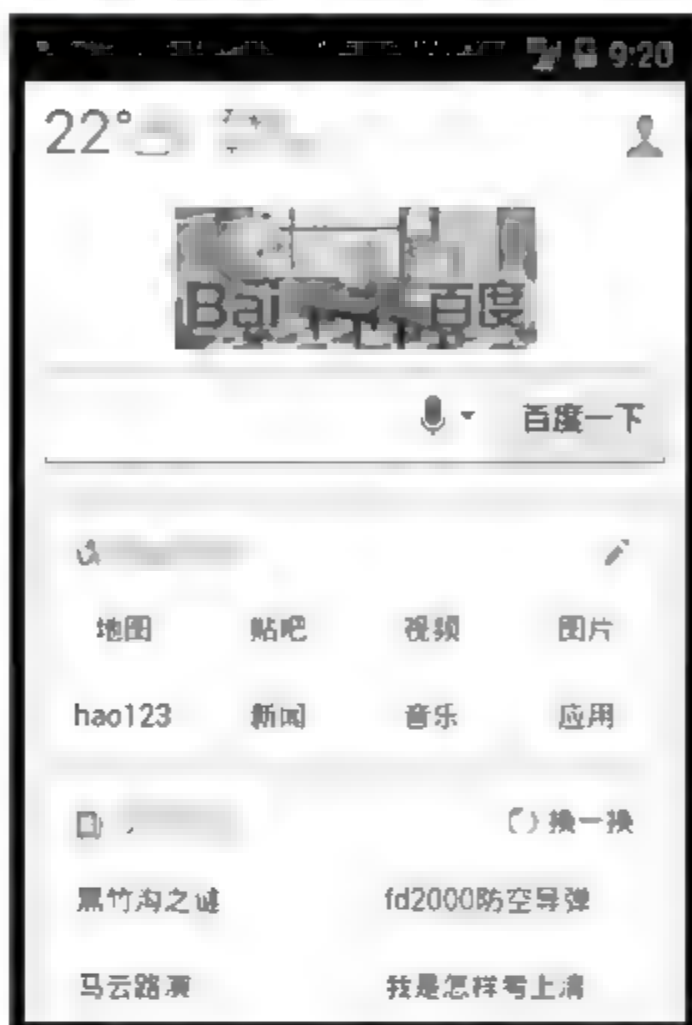 9:20
22°
Bai 百度
百度一下
地图 贴吧 视频 图片
hao123 新闻 音乐 应用
换一换
黑竹沟之谜 fd2000防空导弹
马云路演 我是怎样考上清